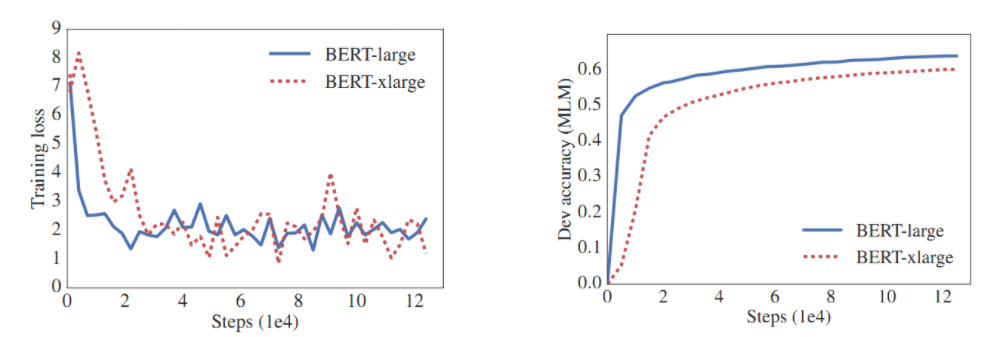 9
8
7
6
5
4
3
2
1
0
Training loss
0 2 4 6 8 10 12
Steps (1e4)
BERT-large
BERT-xlarge
0.6
0.5
0.4
0.3
0.2
0.1
0.0
Dev accuracy (MLM)
0 2 4 6 8 10 12
Steps (1e4)
BERT-large
BERT-xlarge